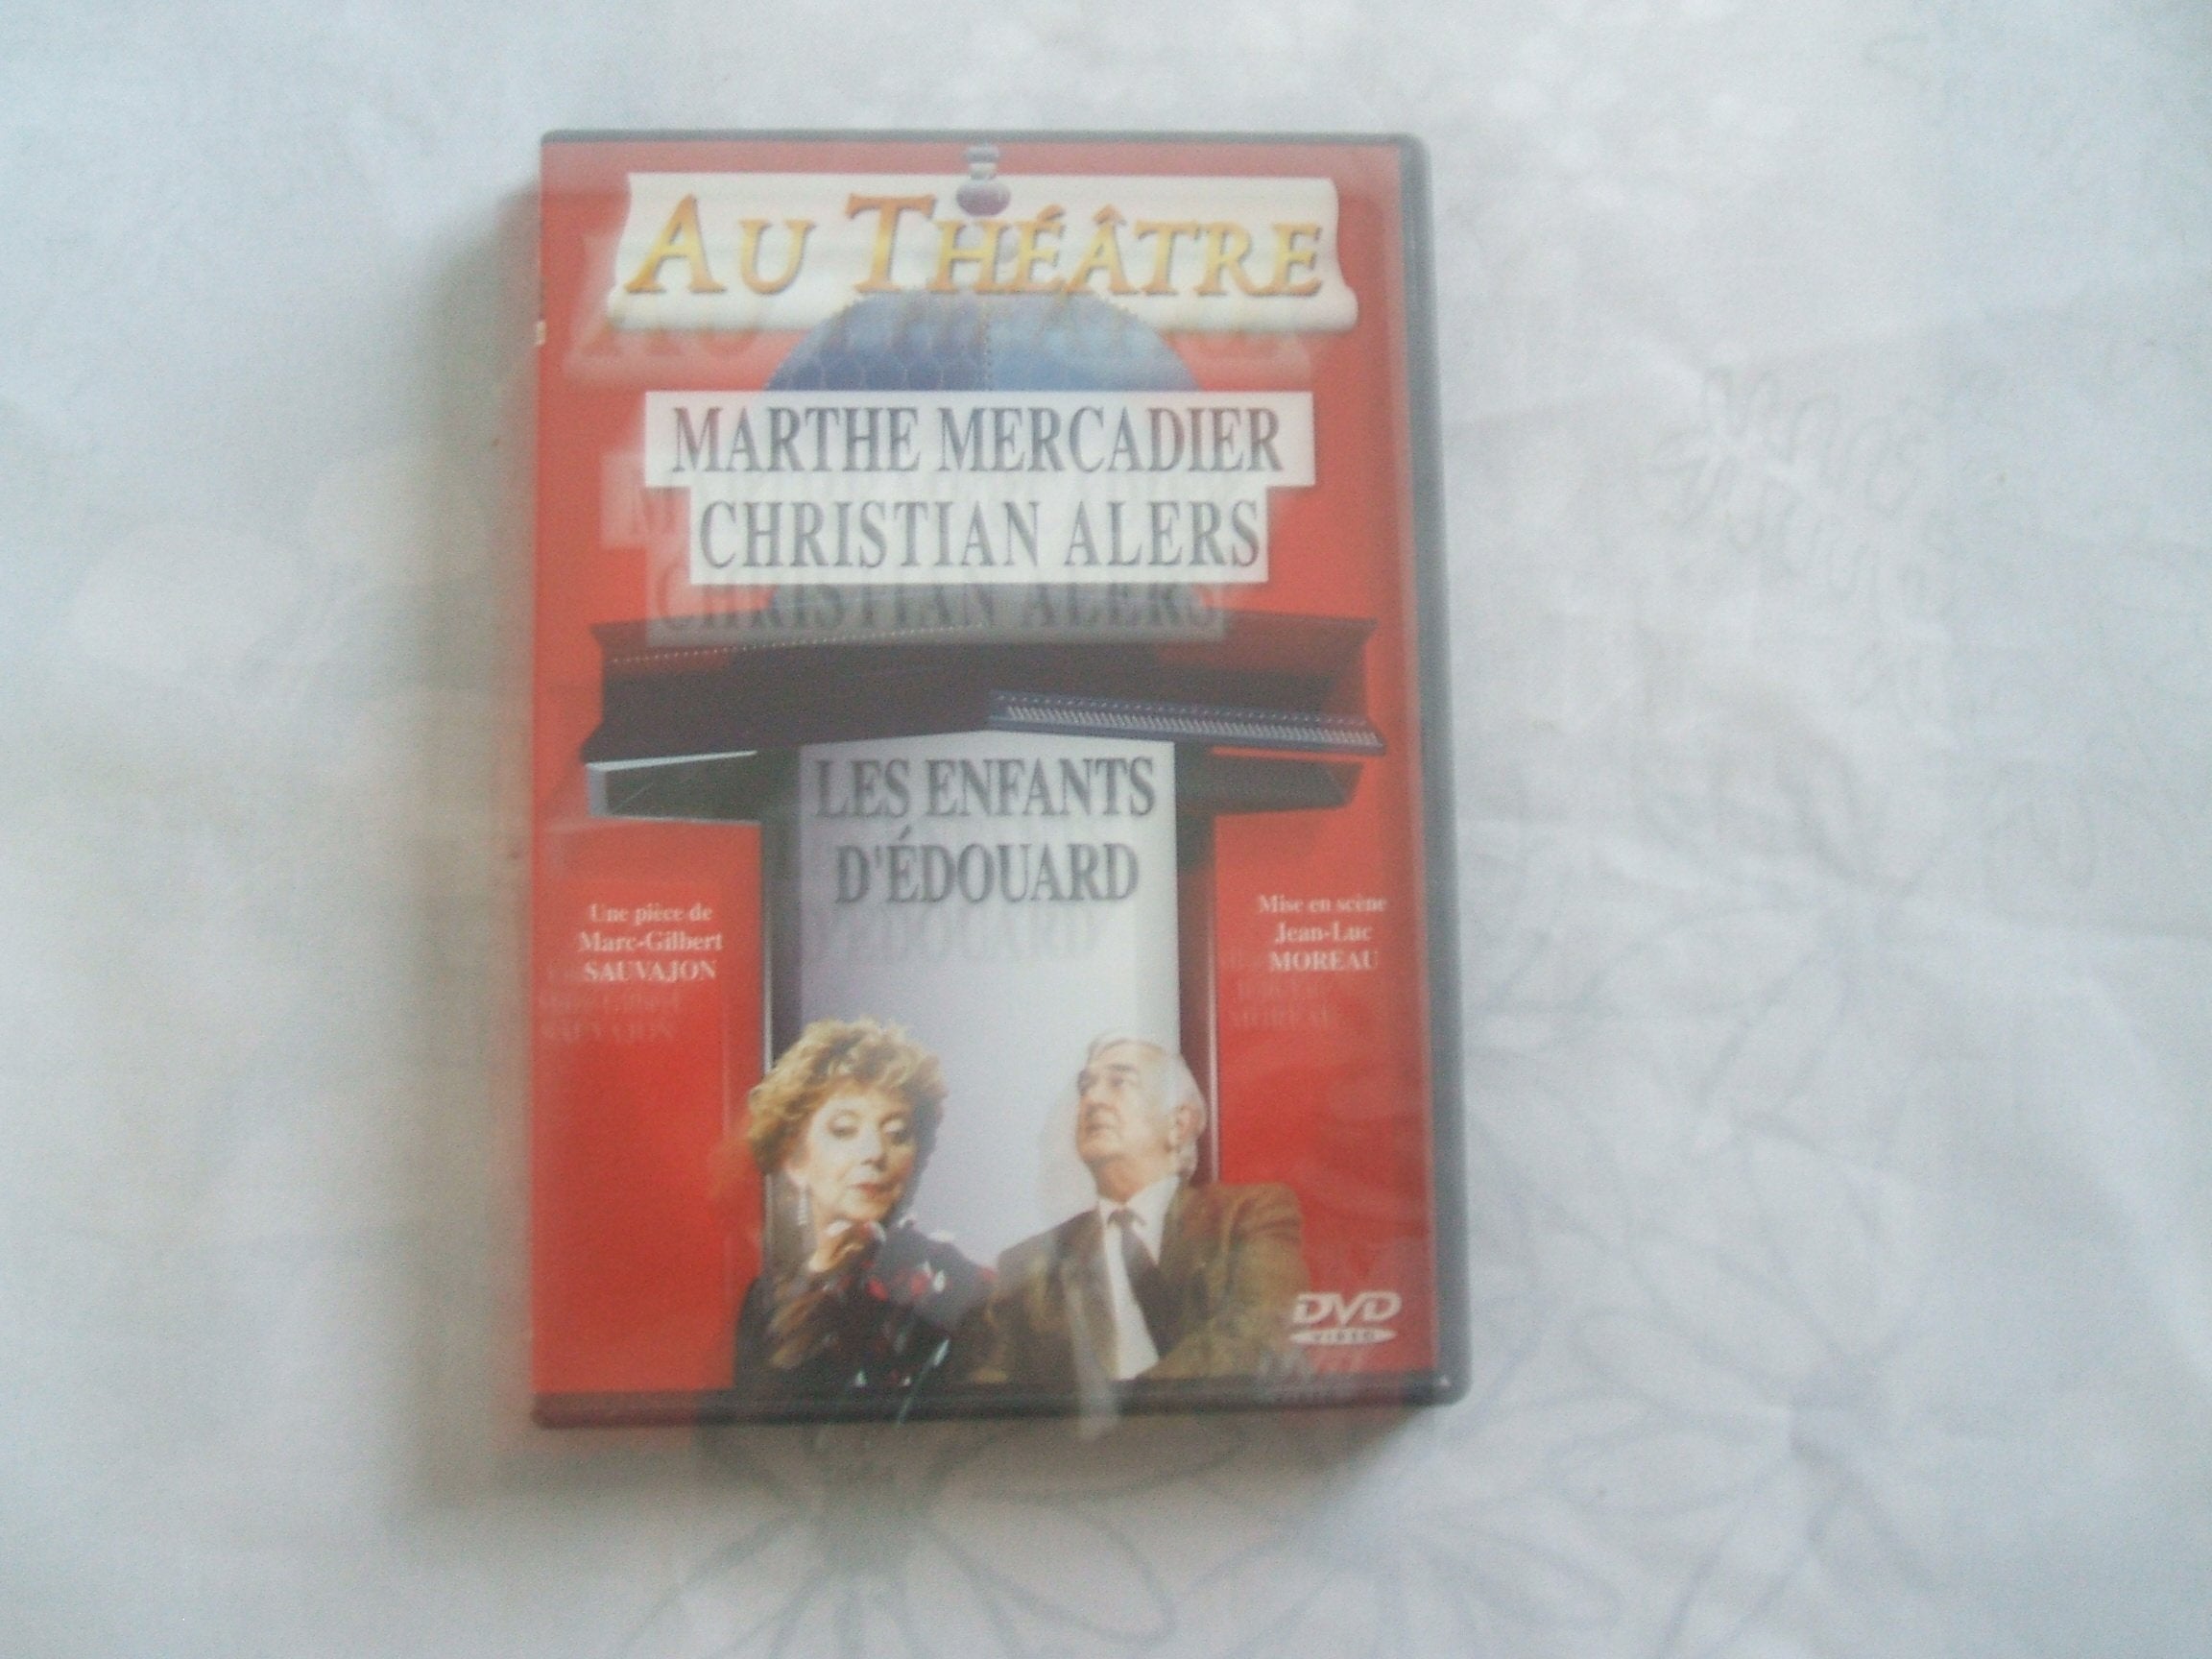 AU THÉÂTRE
MARTHE MERCADIER
CHRISTIAN ALERS
LES ENFANTS
D'ÉDOUARD
Une pièce de
Marc-Gilbert
SAUVAJON
Mise en scène
Jean-Luc
MOREAU
DVD
VIDEO